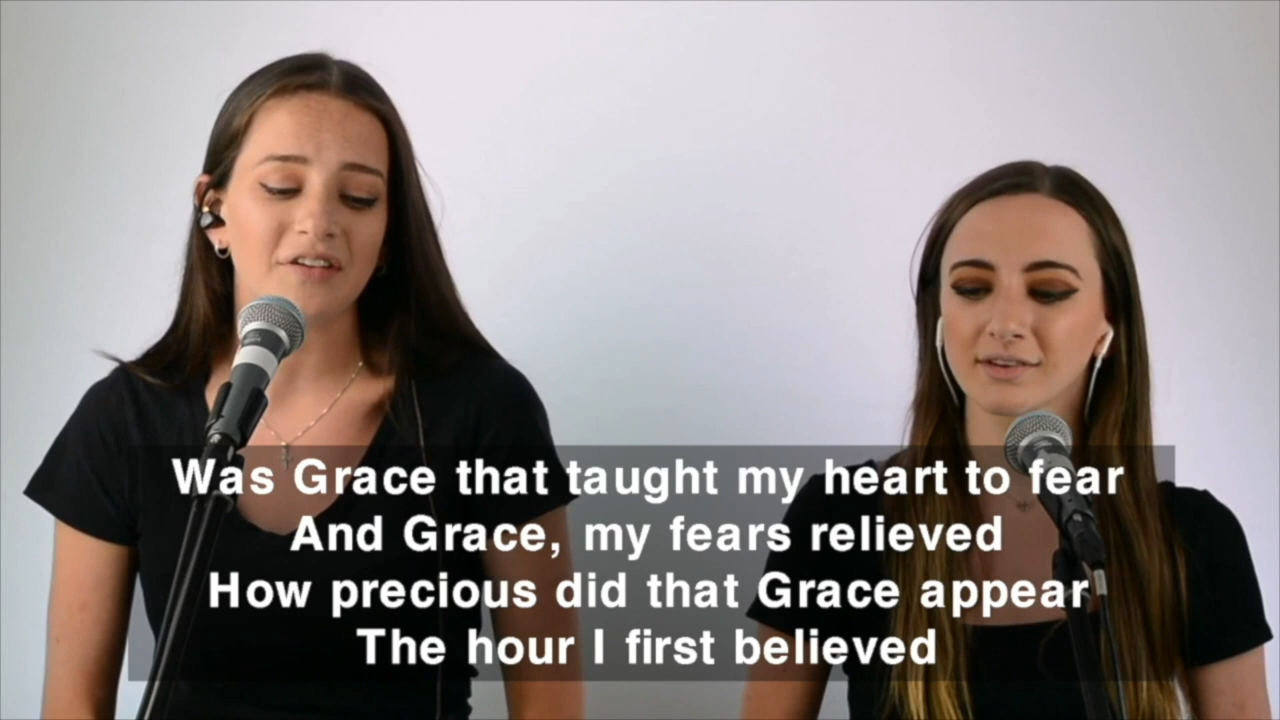 Was Grace that taught my heart to fear
And Grace, my fears relieved
How precious did that Grace appear
The hour I first believed